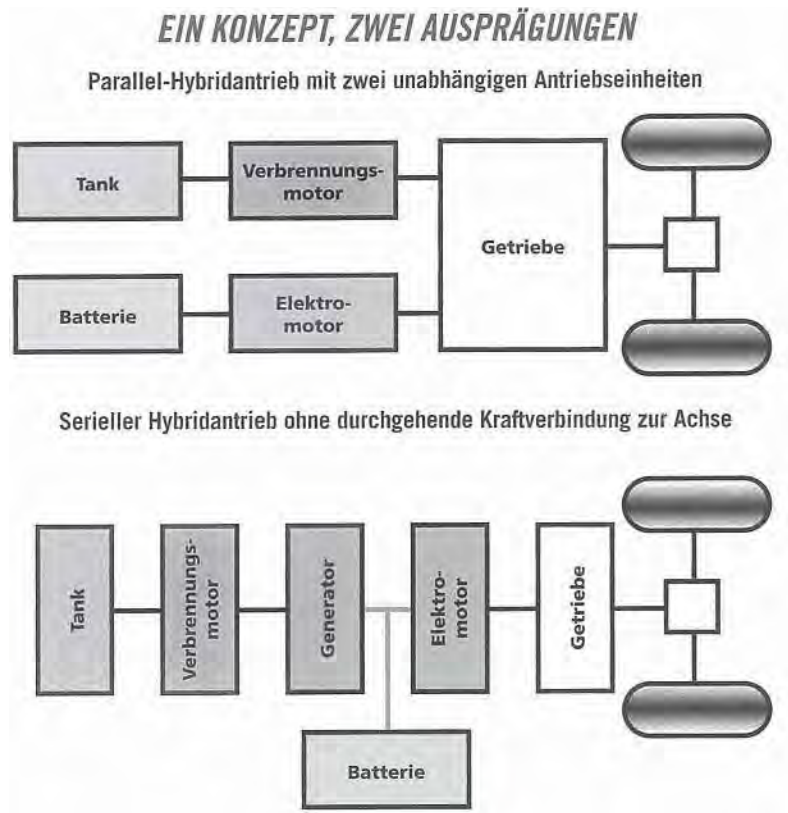 EIN KONZEPT, ZWEI AUSPRÄGUNGEN
Parallel-Hybridantrieb mit zwei unabhängigen Antriebseinheiten
Tank
Verbrennungs-
motor
Getriebe
Batterie
Elektro-
motor
Serieller Hybridantrieb ohne durchgehende Kraftverbindung zur Achse
Tank
Verbrennungs-
motor
Generator
Elektro-
motor
Getriebe
Batterie